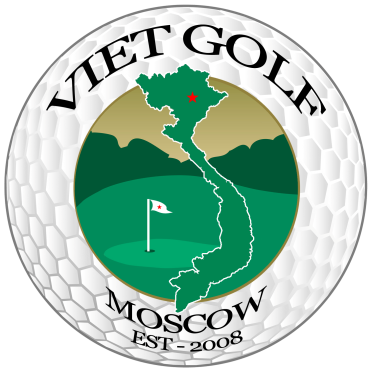 VIET GOLF
MOSCOW
EST - 2008